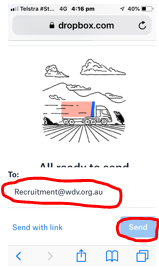 Telstra 4G 4:16 pm
dropbox.com
All ready to send
To:
Recruitment@wdv.org.au
Send with link
Send